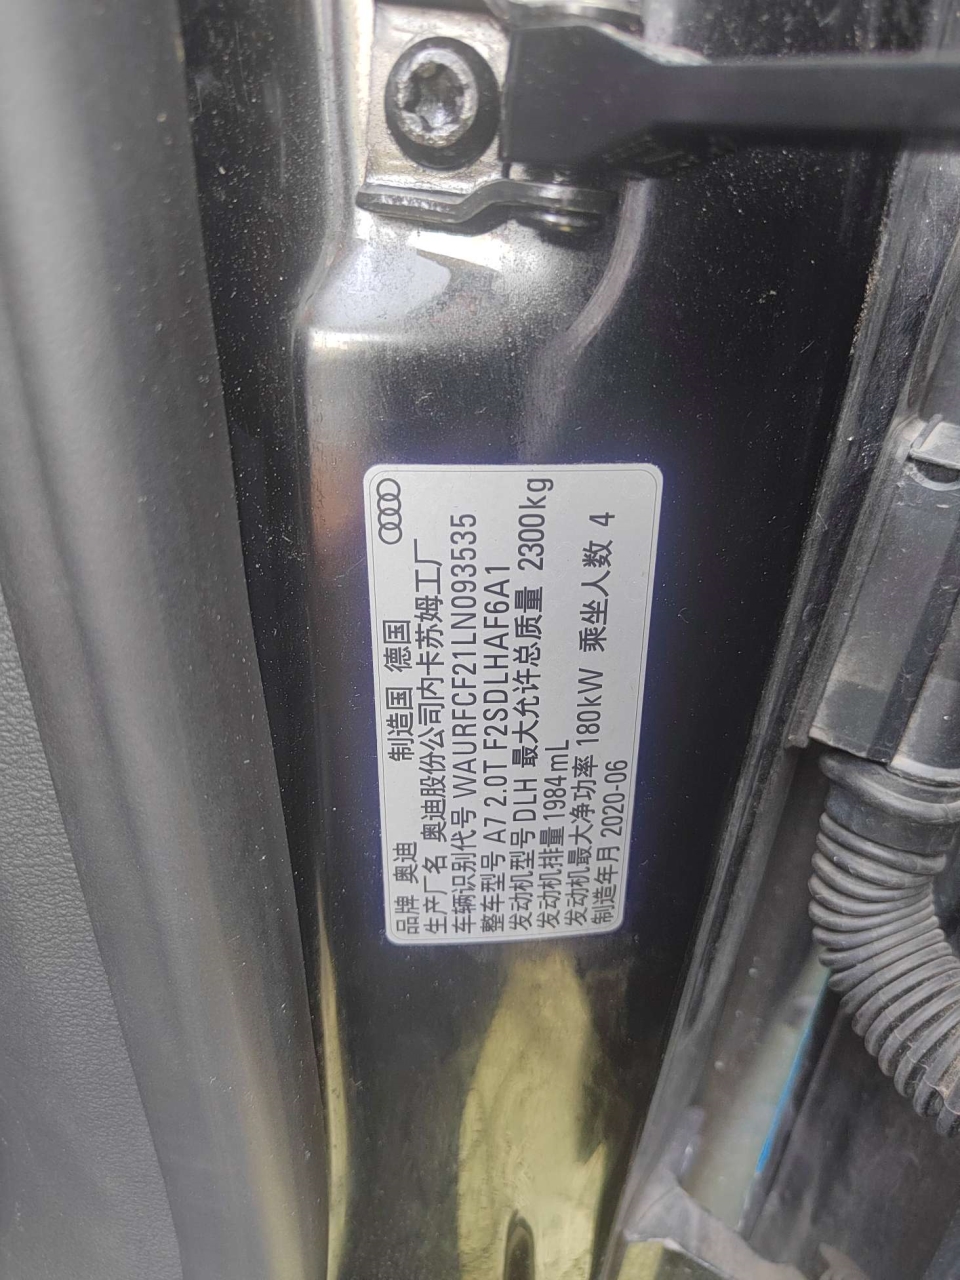 品牌 奥迪 制造国 德国
生产厂名 奥迪股份公司内卡苏姆工厂
车辆识别代号 WAURFCF21LN093535
整车型号 A7 2.0T F2SDLHAF6A1
发动机型号 DLH 最大允许总质量 2300kg
发动机排量 1984mL
发动机最大净功率 180kW 乘坐人数 4
制造年月 2020-06